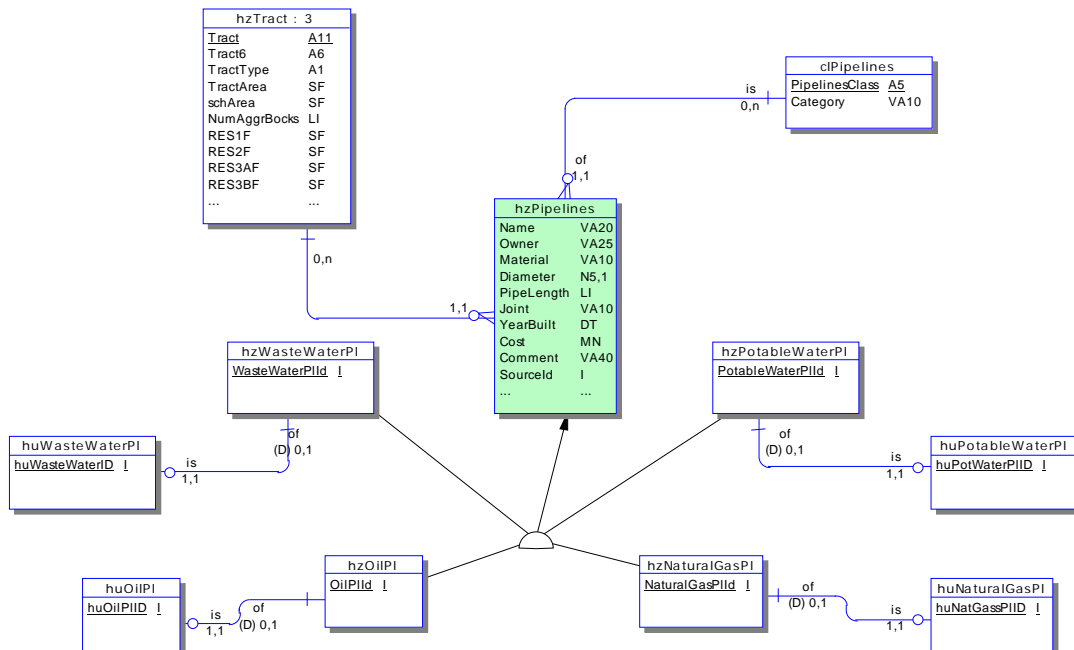 hzTract : 3
Tract A11
Tract6 A6
TractType A1
TractArea SF
schArea SF
NumAggrBocks LI
RES1F SF
RES2F SF
RES3AF SF
RES3BF SF
... ...
clPipelines
PipelinesClass A5
Category VA10
is
0,n
of
1,1
hzPipelines
Name VA20
Owner VA25
Material VA10
Diameter N5,1
PipeLength LI
Joint VA10
YearBuilt DT
Cost MN
Comment VA40
SourceId I
... ...
0,n
1,1
hzWasteWaterPl
WasteWaterPlId I
hzPotableWaterPl
PotableWaterPlId I
of
(D) 0,1
is
1,1
huWasteWaterPl
huWasteWaterID I
of
(D) 0,1
is
1,1
huPotableWaterPl
huPotWaterPlID I
hzOilPl
OilPlId I
of
(D) 0,1
is
1,1
huOilPl
huOilPlID I
hzNaturalGasPl
NaturalGasPlId I
of
(D) 0,1
is
1,1
huNaturalGasPl
huNatGassPlID I